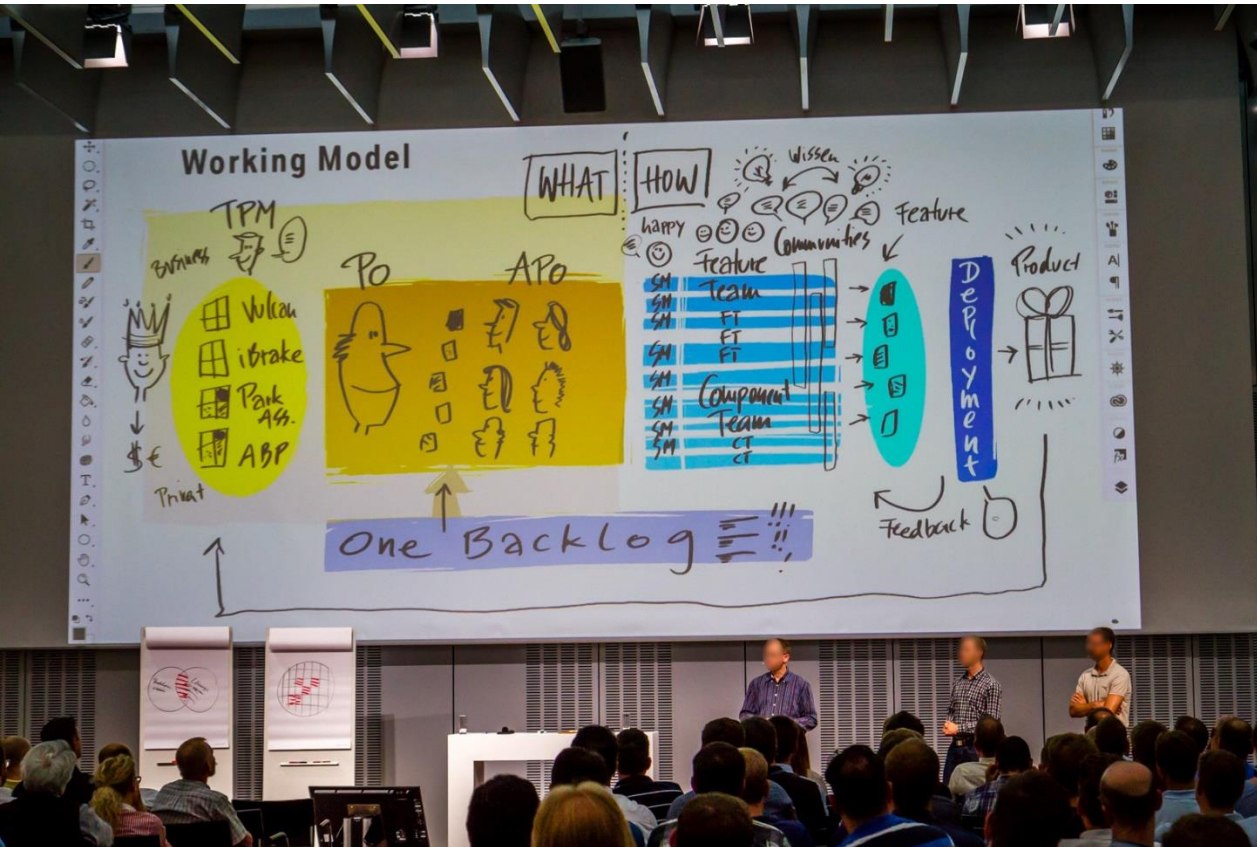 Working Model
WHAT
HOW
Wissen
TPM
Business
happy
Communities
Feature
PO
APO
Feature
Team
FT
FT
FT
Component
Team
CT
CT
SM
SM
SM
SM
SM
SM
SM
Vulcan
iBrake
Park
Ass.
ABP
$ €
Privat
Deployment
Product
Feedback
One Backlog
!!!
!!
!,
T
A